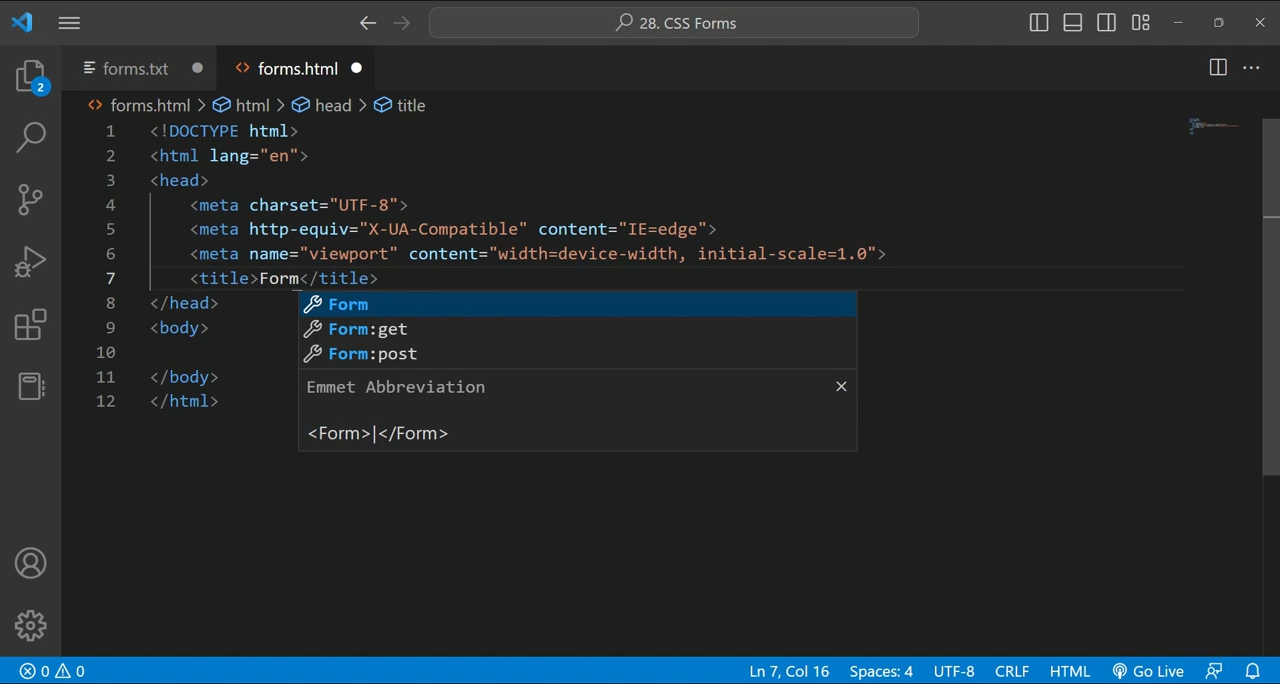 28. CSS Forms
forms.txt
forms.html
forms.html > html > head > title
2
1 <!DOCTYPE html>
2 <html lang="en">
3 <head>
4 <meta charset="UTF-8">
5 <meta http-equiv="X-UA-Compatible" content="IE=edge">
6 <meta name="viewport" content="width=device-width, initial-scale=1.0">
7 <title>Form</title>
8 </head>
9 <body>
10
11 </body>
12 </html>
Form
Form:get
Form:post
Emmet Abbreviation
<Form>|</Form>
0 0 Ln 7, Col 16 Spaces: 4 UTF-8 CRLF HTML Go Live